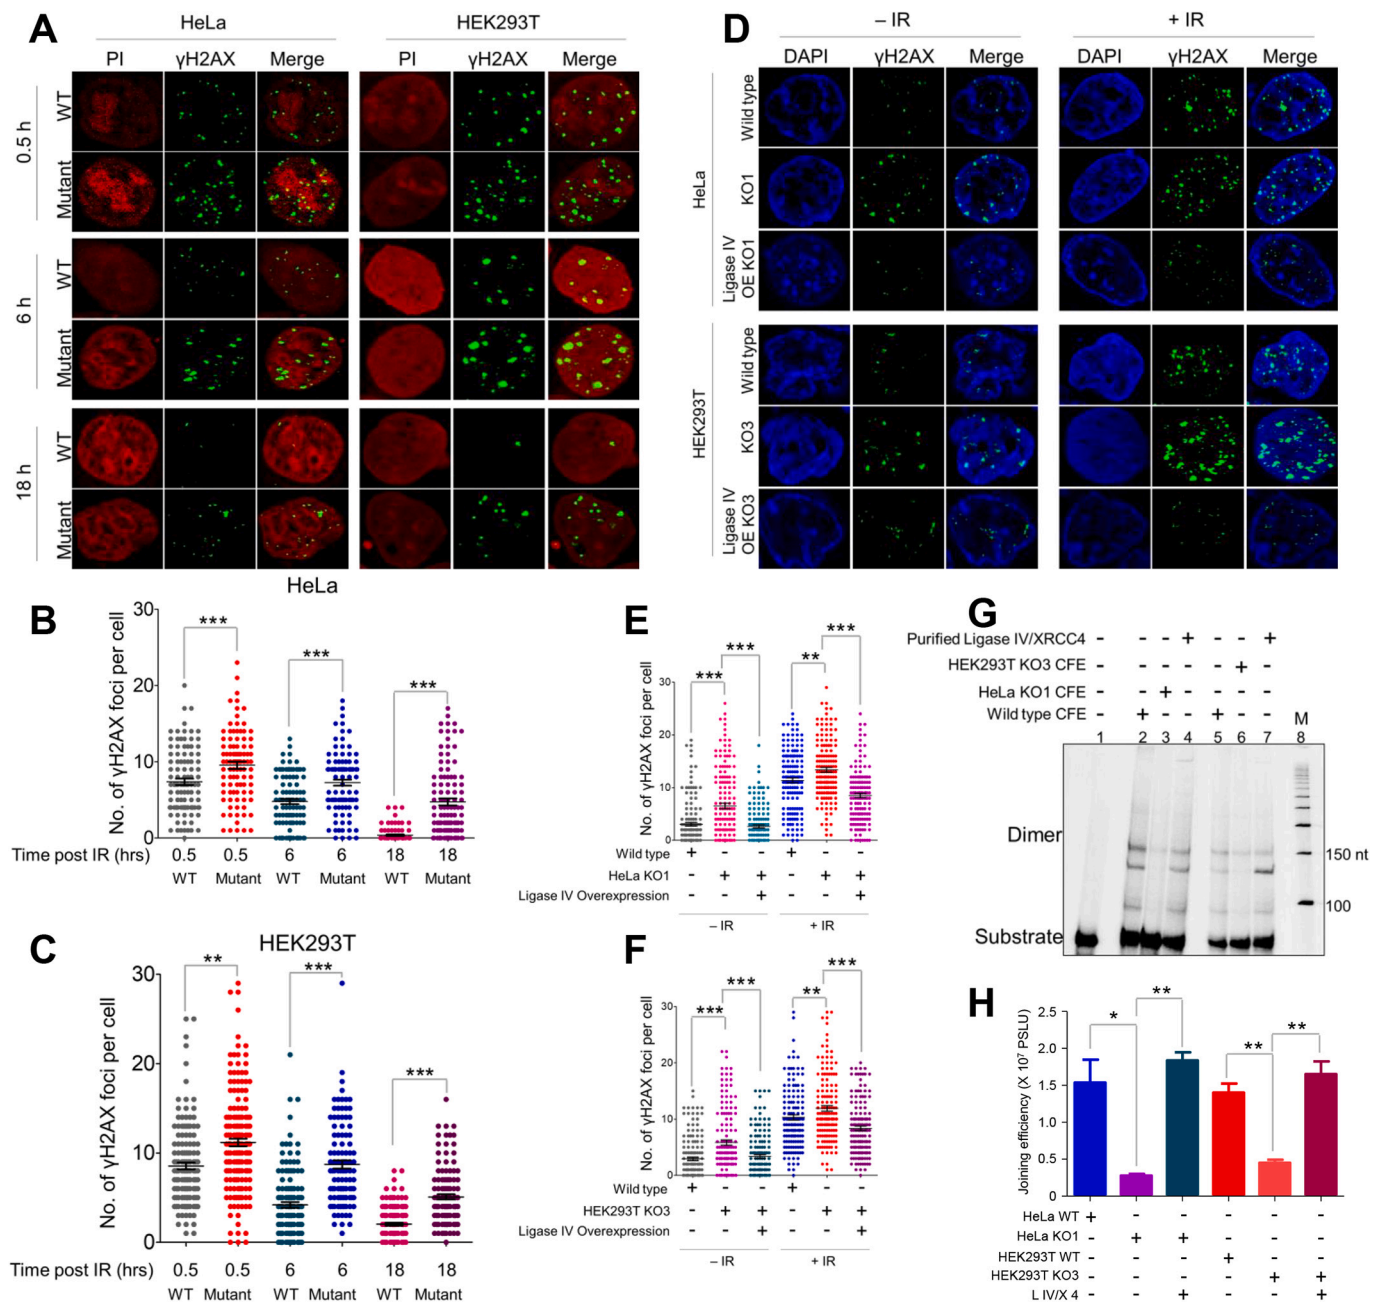 A
HeLa
HEK293T
PI γH2AX Merge PI γH2AX Merge
0.5 h
WT
Mutant
6 h
WT
Mutant
18 h
WT
Mutant
D
– IR + IR
DAPI γH2AX Merge DAPI γH2AX Merge
HeLa
Wild type
KO1
Ligase IV
OE KO1
HEK293T
Wild type
KO3
Ligase IV
OE KO3
B
HeLa
No. of γH2AX foci per cell
30
20
10
0
*** *** ***
Time post IR (hrs) 0.5 0.5 6 6 18 18
WT Mutant WT Mutant WT Mutant
C
HEK293T
No. of γH2AX foci per cell
30
20
10
0
** *** ***
Time post IR (hrs) 0.5 0.5 6 6 18 18
WT Mutant WT Mutant WT Mutant
E
No. of γH2AX foci per cell
30
20
10
0
*** *** ** ***
Wild type + - - + - -
HeLa KO1 - + + - + +
Ligase IV Overexpression - - + - - +
– IR + IR
F
No. of γH2AX foci per cell
30
20
10
0
*** *** ** ***
Wild type + - - + - -
HEK293T KO3 - + + - + +
Ligase IV Overexpression - - + - - +
– IR + IR
G
Purified Ligase IV/XRCC4 - - - + - - +
HEK293T KO3 CFE - - - - - + -
HeLa KO1 CFE - - + - - - -
Wild type CFE - + - - + - -
M
1 2 3 4 5 6 7 8
Dimer
150 nt
100
Substrate
H
Joining efficiency (X 10⁷ PSLU)
2.5
2.0
1.5
1.0
0.5
0
* ** ** **
HeLa WT + - - - - -
HeLa KO1 - + + - - -
HEK293T WT - - - + - -
HEK293T KO3 - - - - + +
L IV/X 4 - - + - - +